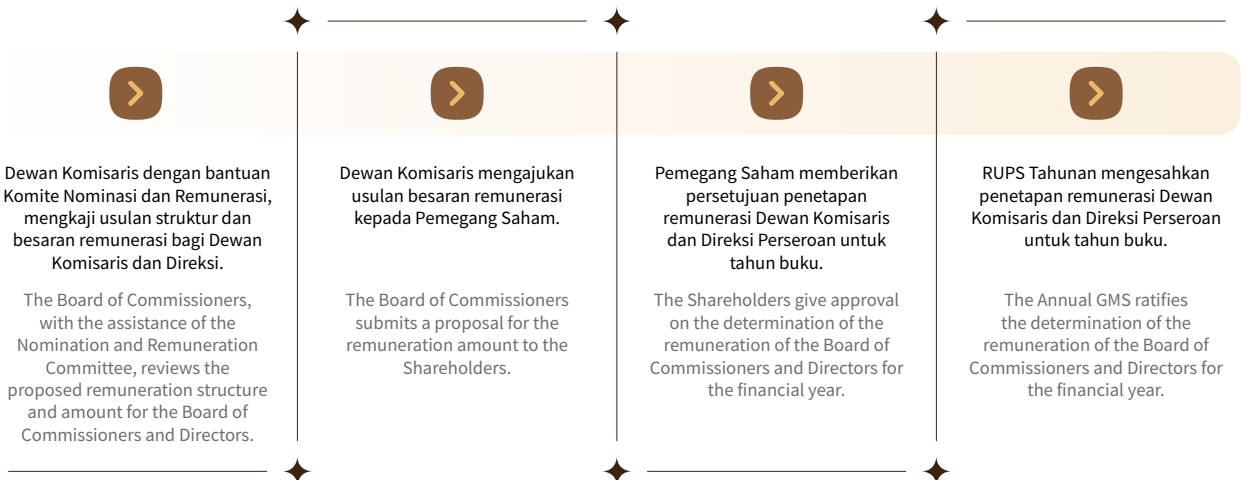 Dewan Komisaris dengan bantuan
Komite Nominasi dan Remunerasi,
mengkaji usulan struktur dan
besaran remunerasi bagi Dewan
Komisaris dan Direksi.
The Board of Commissioners,
with the assistance of the
Nomination and Remuneration
Committee, reviews the
proposed remuneration structure
and amount for the Board of
Commissioners and Directors.
Dewan Komisaris mengajukan
usulan besaran remunerasi
kepada Pemegang Saham.
The Board of Commissioners
submits a proposal for the
remuneration amount to the
Shareholders.
Pemegang Saham memberikan
persetujuan penetapan
remunerasi Dewan Komisaris
dan Direksi Perseroan untuk
tahun buku.
The Shareholders give approval
on the determination of the
remuneration of the Board of
Commissioners and Directors for
the financial year.
RUPS Tahunan mengesahkan
penetapan remunerasi Dewan
Komisaris dan Direksi Perseroan
untuk tahun buku.
The Annual GMS ratifies
the determination of the
remuneration of the Board of
Commissioners and Directors for
the financial year.